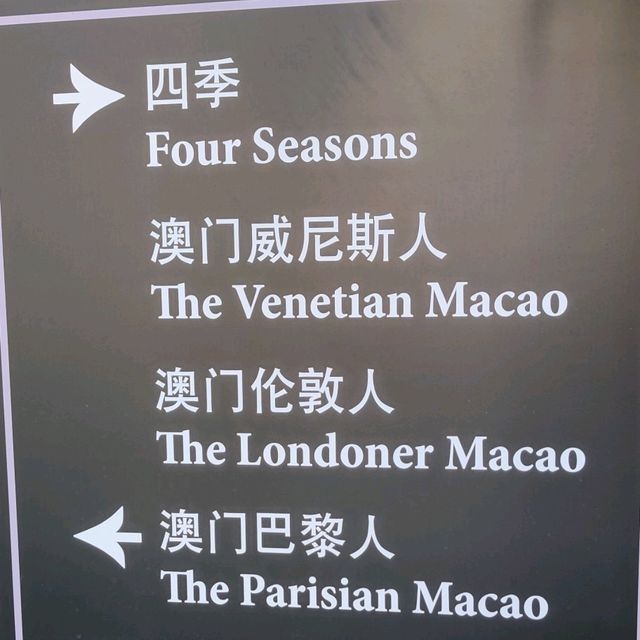 四季
Four Seasons
澳门威尼斯人
The Venetian Macao
澳门伦敦人
The Londoner Macao
澳门巴黎人
The Parisian Macao